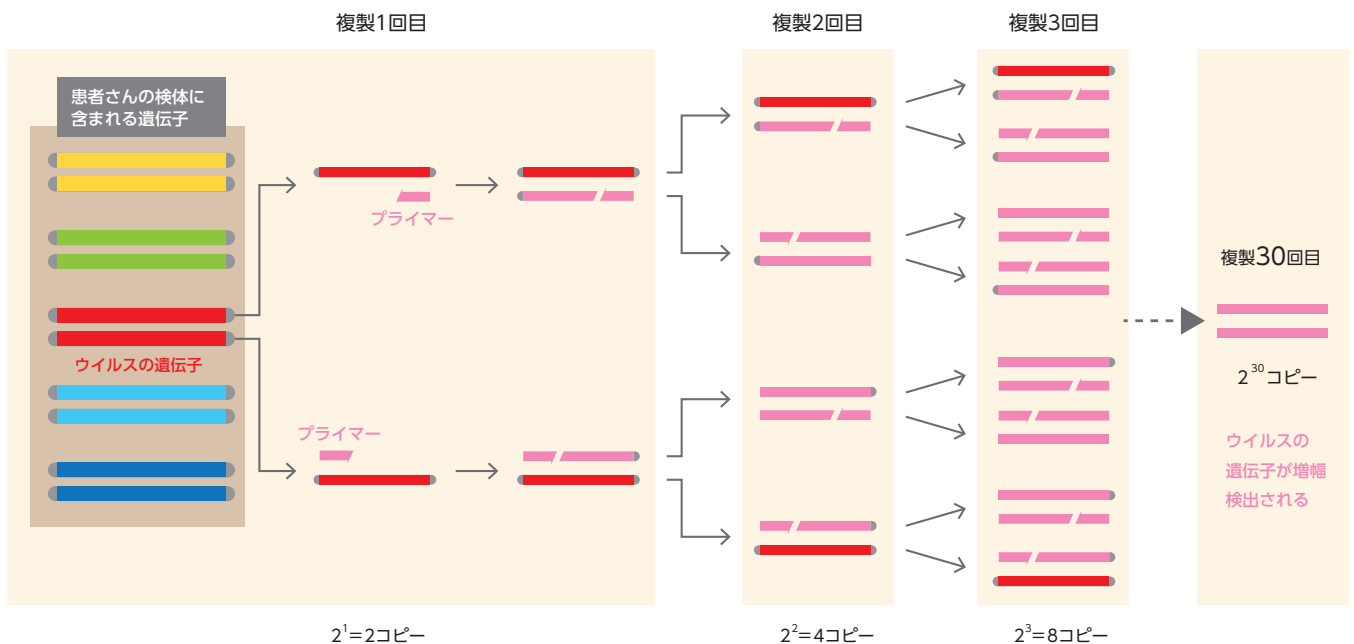 複製1回目
複製2回目
複製3回目
患者さんの検体に
含まれる遺伝子
プライマー
ウイルスの遺伝子
プライマー
複製30回目
2³⁰コピー
ウイルスの
遺伝子が増幅
検出される
2¹=2コピー
2²=4コピー
2³=8コピー